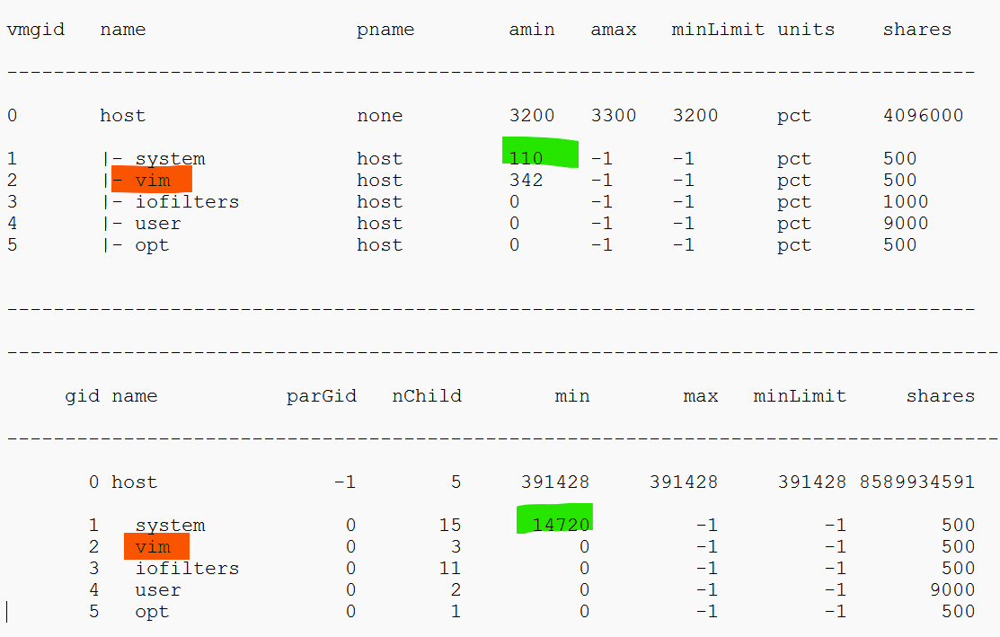 vmgid name pname amin amax minLimit units shares
-----------------------------------------------------------------------------------
0 host none 3200 3300 3200 pct 4096000
1 |- system host 110 -1 -1 pct 500
2 |- vim host 342 -1 -1 pct 500
3 |- iofilters host 0 -1 -1 pct 1000
4 |- user host 0 -1 -1 pct 9000
5 |- opt host 0 -1 -1 pct 500
-----------------------------------------------------------------------------------
-------------------------------------------------------------------------------------
gid name parGid nChild min max minLimit shares
-------------------------------------------------------------------------------------
0 host -1 5 391428 391428 391428 8589934591
1 system 0 15 14720 -1 -1 500
2 vim 0 3 0 -1 -1 500
3 iofilters 0 11 0 -1 -1 500
4 user 0 2 0 -1 -1 9000
5 opt 0 1 0 -1 -1 500